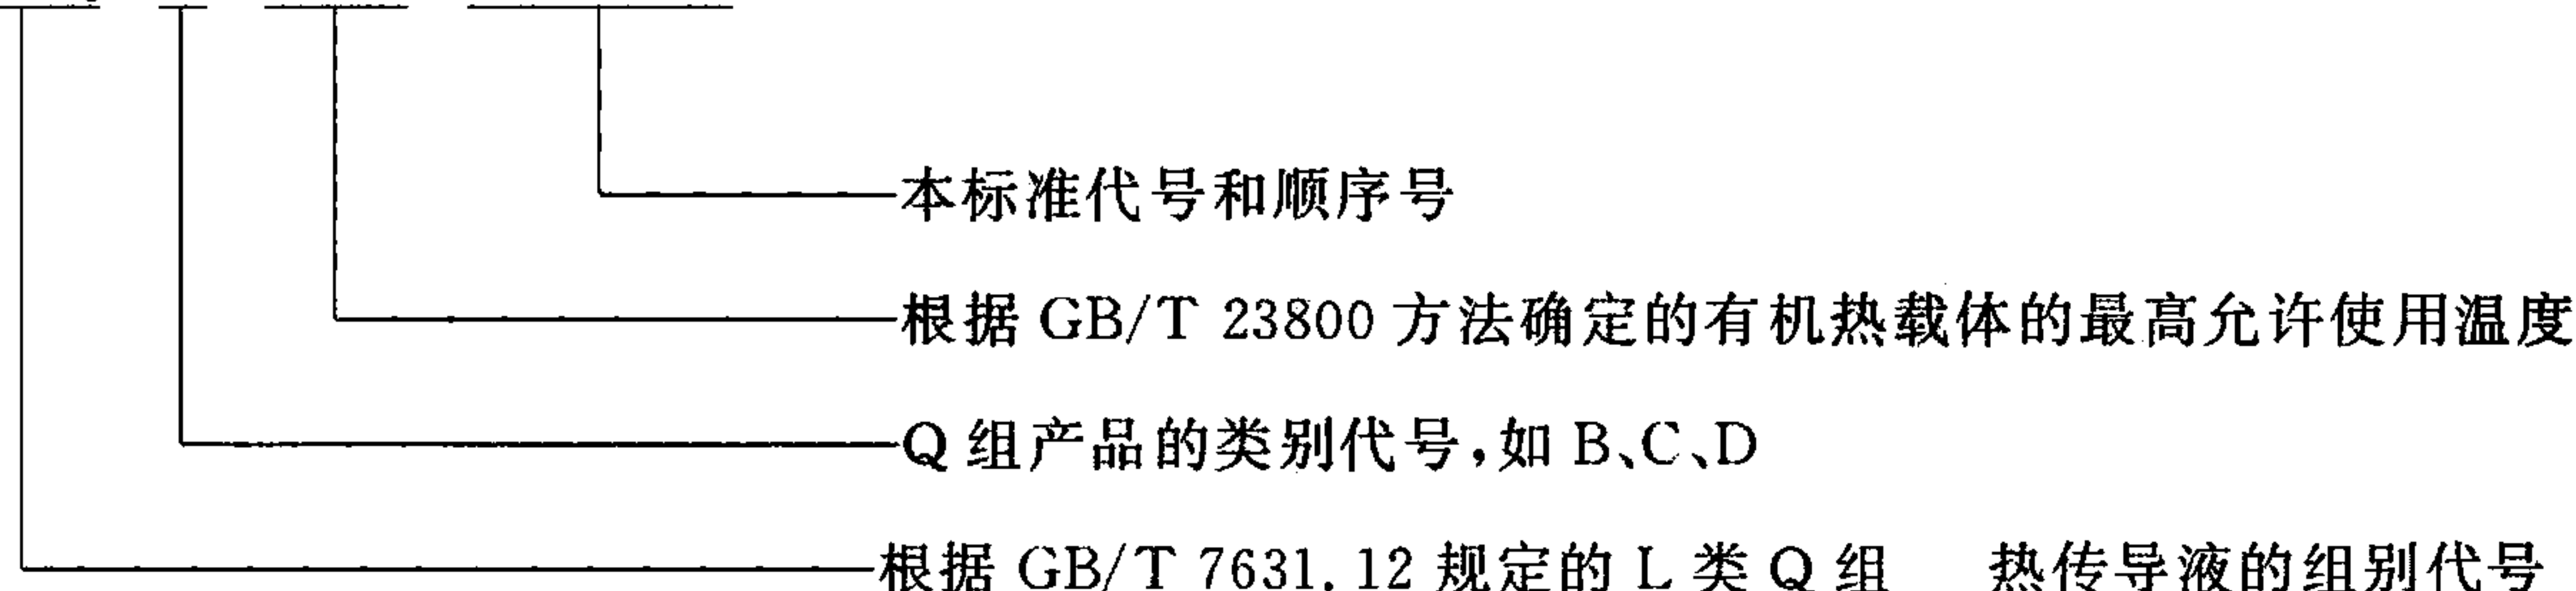 本标准代号和顺序号
根据 GB/T 23800 方法确定的有机热载体的最高允许使用温度
Q 组产品的类别代号,如 B、C、D
根据 GB/T 7631.12 规定的 L 类 Q 组 热传导液的组别代号